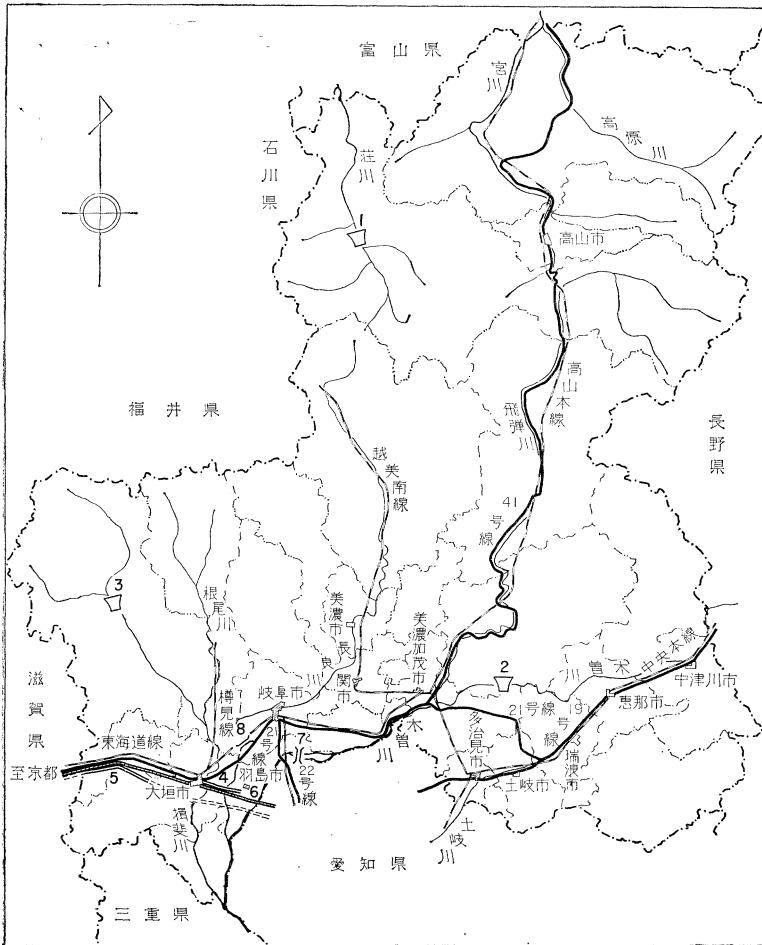 富山県
宮川
高原川
石川県
荘川
1
高山市
福井県
高山本線
飛弾川
長野県
越美南線
41号線
3
根尾川
美濃市
長良川
関市
美濃加茂市
2
木曽川
中央本線
中津川市
恵那市
滋賀県
樽見線
岐阜市
8
21号線
19号線
瑞浪市
多治見市
土岐市
東海道線
至京都
5
大垣市
4
21号線
羽島市
6
7
22号線
木曽川
揖斐川
土岐川
愛知県
三重県